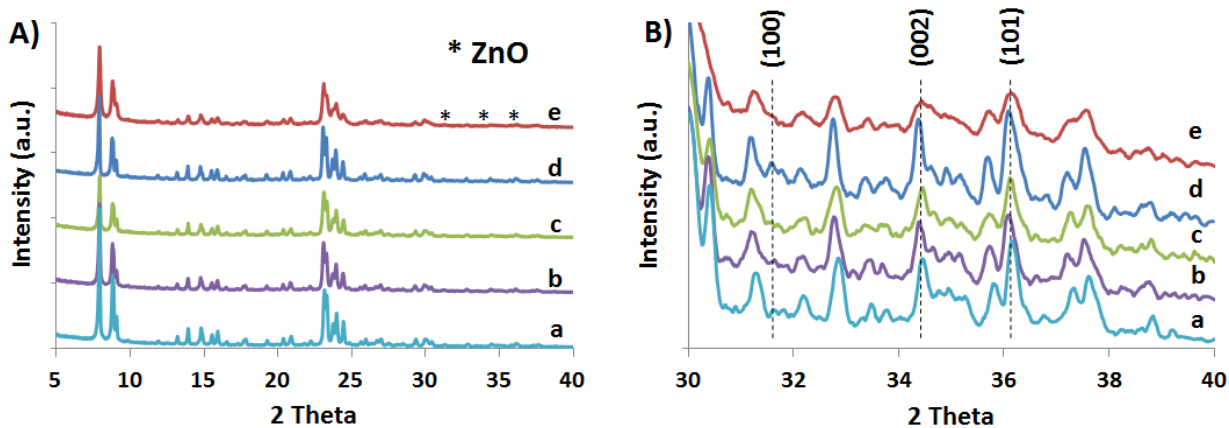 A)
* ZnO
Intensity (a.u.)
e
* * *
d
c
b
a
5 10 15 20 25 30 35 40
2 Theta
B)
(100)
(002)
(101)
Intensity (a.u.)
e
d
c
b
a
30 32 34 36 38 40
2 Theta